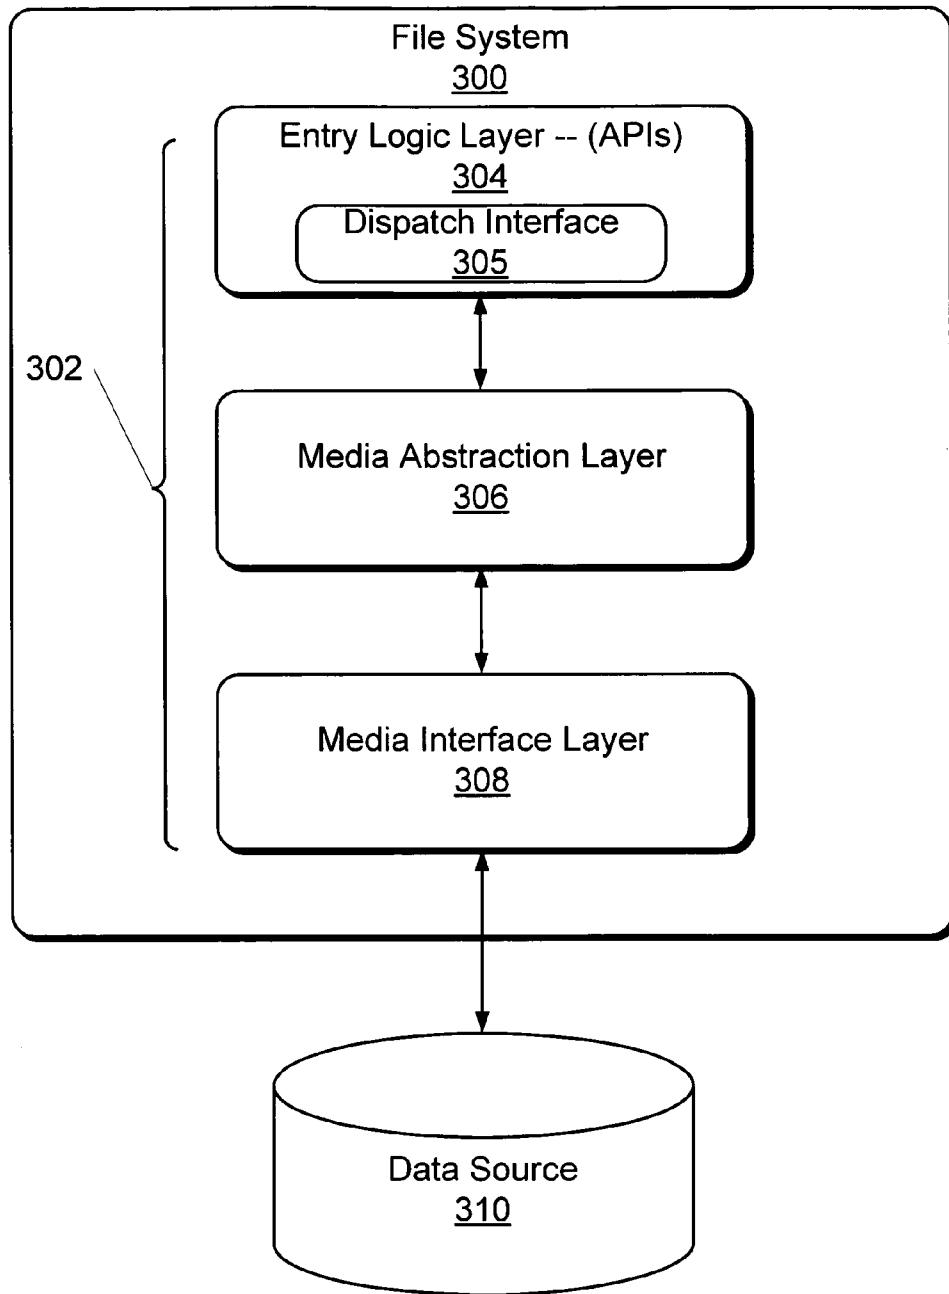 File System
300
Entry Logic Layer -- (APIs)
304
Dispatch Interface
305
302
Media Abstraction Layer
306
Media Interface Layer
308
Data Source
310